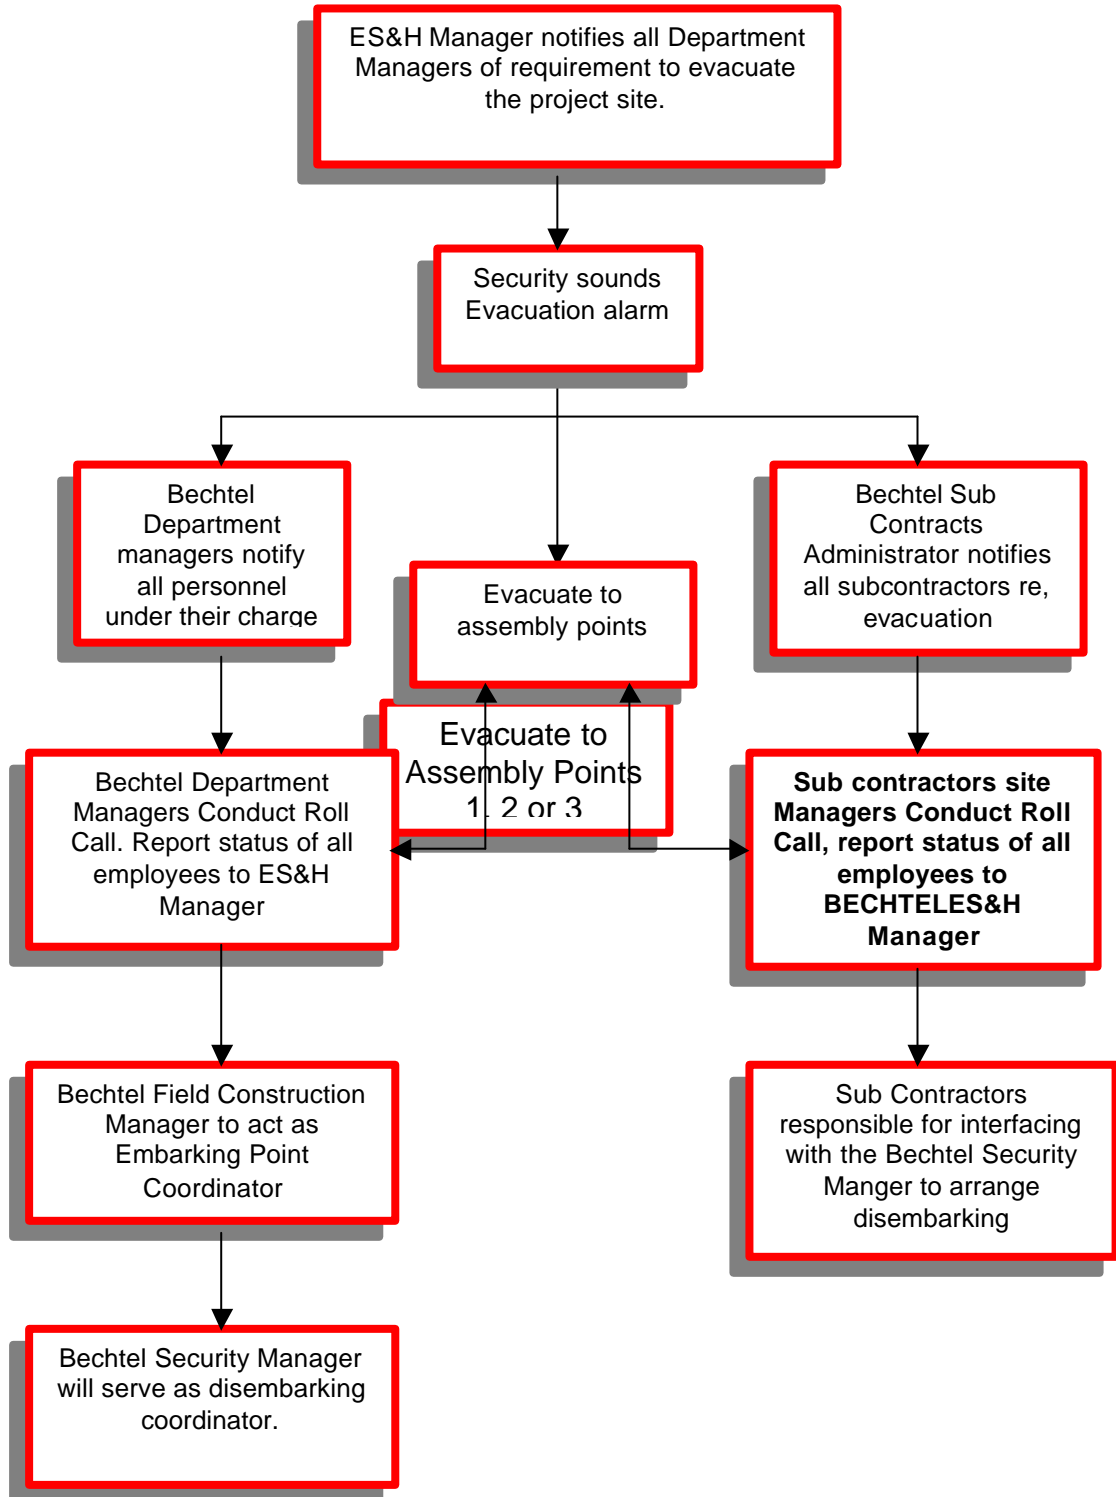 ES&H Manager notifies all Department
Managers of requirement to evacuate
the project site.
Security sounds
Evacuation alarm
Bechtel
Department
managers notify
all personnel
under their charge
Evacuate to
assembly points
Bechtel Sub
Contracts
Administrator notifies
all subcontractors re,
evacuation
Evacuate to
Assembly Points
1, 2 or 3
Bechtel Department
Managers Conduct Roll
Call. Report status of all
employees to ES&H
Manager
Sub contractors site
Managers Conduct Roll
Call, report status of all
employees to
BECHTELES&H
Manager
Bechtel Field Construction
Manager to act as
Embarking Point
Coordinator
Sub Contractors
responsible for interfacing
with the Bechtel Security
Manger to arrange
disembarking
Bechtel Security Manager
will serve as disembarking
coordinator.